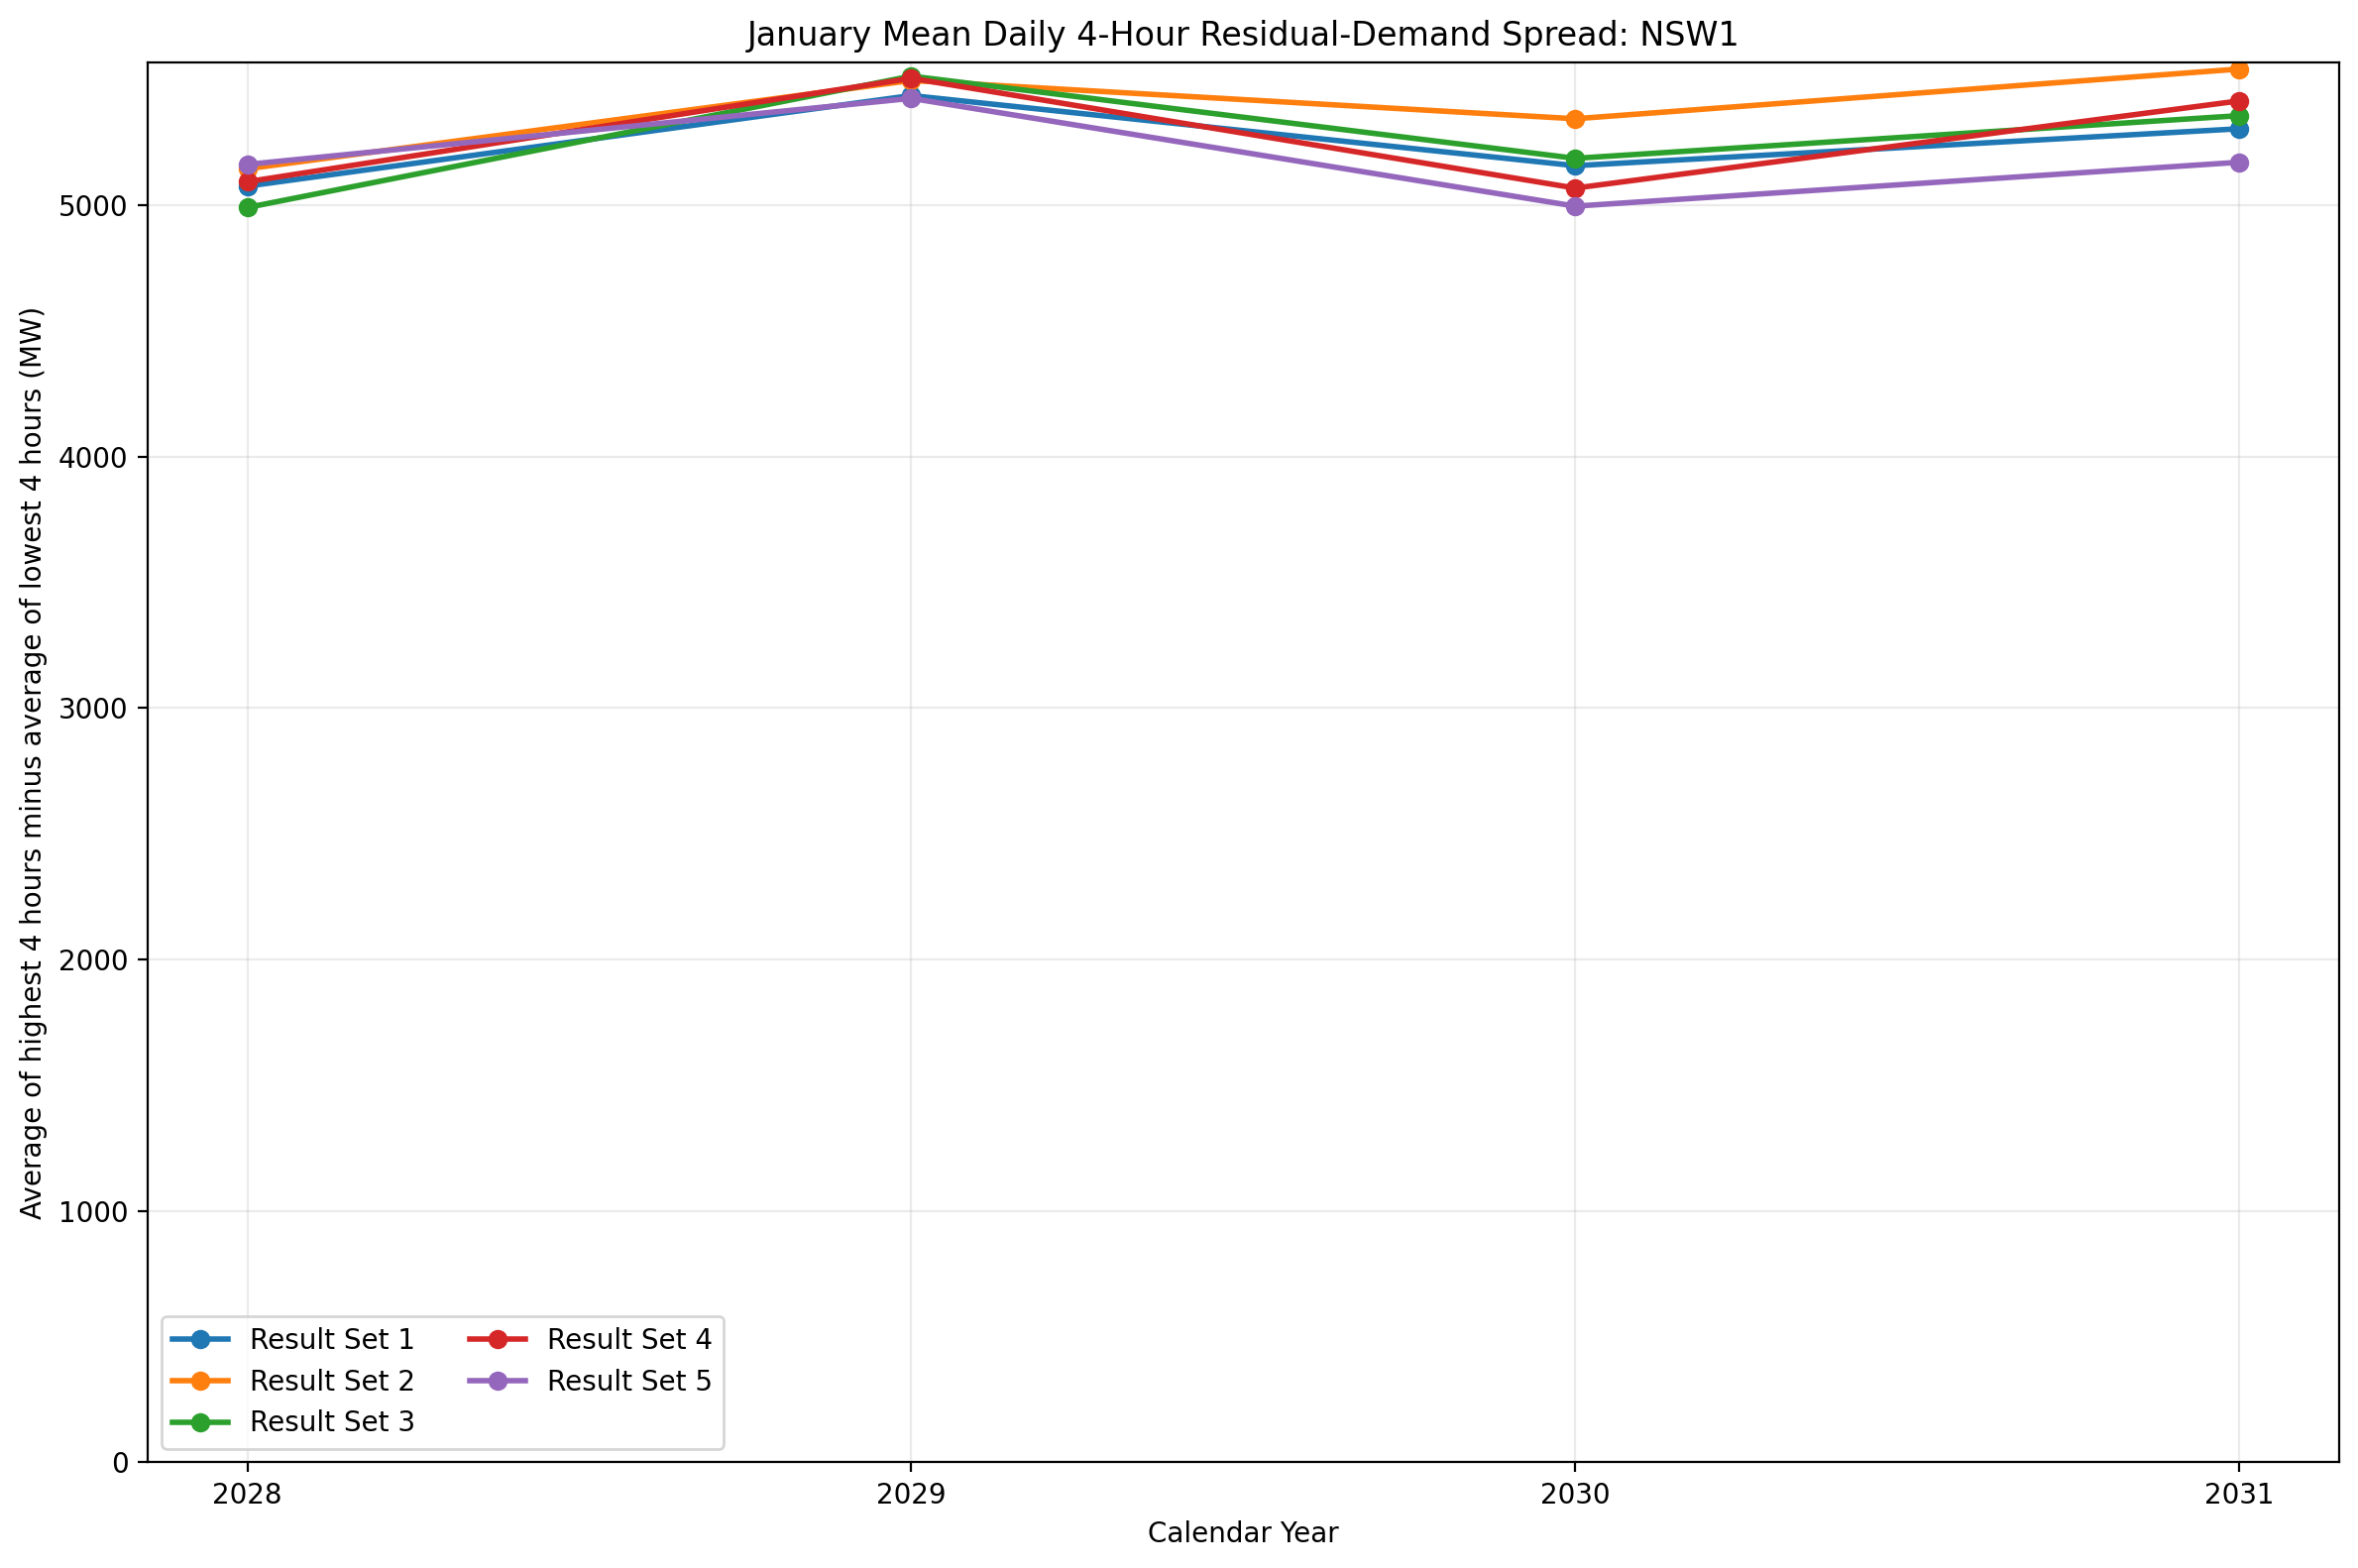 January Mean Daily 4-Hour Residual-Demand Spread: NSW1
Average of highest 4 hours minus average of lowest 4 hours (MW)
5000
4000
3000
2000
1000
0
Result Set 1
Result Set 2
Result Set 3
Result Set 4
Result Set 5
2028 2029 2030 2031
Calendar Year